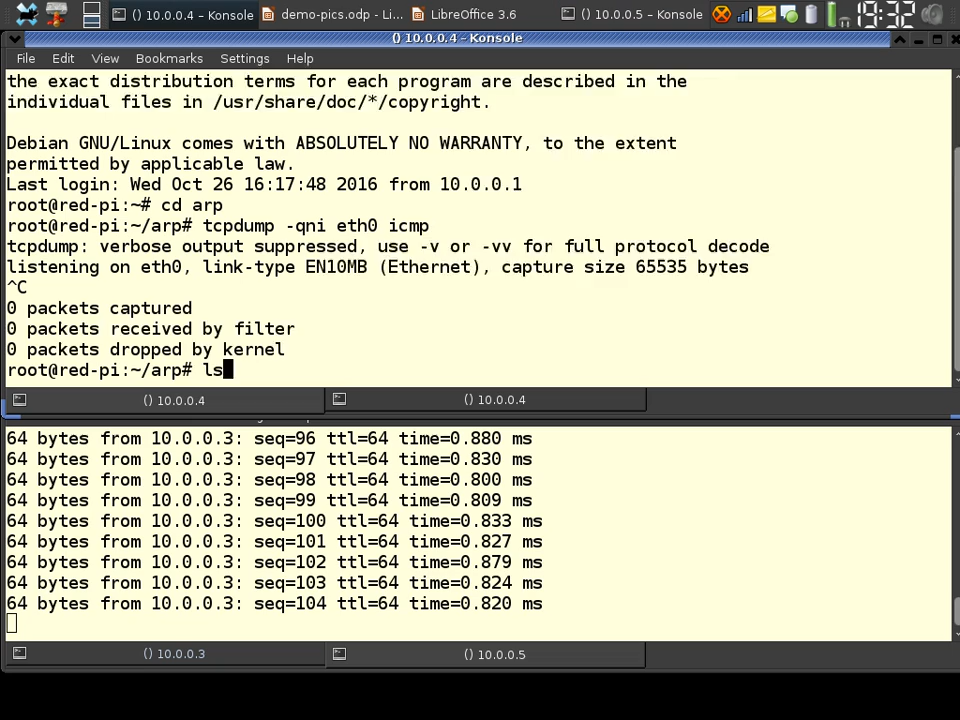 () 10.0.0.4 – Konsole
demo-pics.odp - Li...
LibreOffice 3.6
() 10.0.0.5 – Konsole
19:32
() 10.0.0.4 – Konsole
File Edit View Bookmarks Settings Help
the exact distribution terms for each program are described in the
individual files in /usr/share/doc/*/copyright.
Debian GNU/Linux comes with ABSOLUTELY NO WARRANTY, to the extent
permitted by applicable law.
Last login: Wed Oct 26 16:17:48 2016 from 10.0.0.1
root@red-pi:~# cd arp
root@red-pi:~/arp# tcpdump -qni eth0 icmp
tcpdump: verbose output suppressed, use -v or -vv for full protocol decode
listening on eth0, link-type EN10MB (Ethernet), capture size 65535 bytes
^C
0 packets captured
0 packets received by filter
0 packets dropped by kernel
root@red-pi:~/arp# ls
() 10.0.0.4
() 10.0.0.4
64 bytes from 10.0.0.3: seq=96 ttl=64 time=0.880 ms
64 bytes from 10.0.0.3: seq=97 ttl=64 time=0.830 ms
64 bytes from 10.0.0.3: seq=98 ttl=64 time=0.800 ms
64 bytes from 10.0.0.3: seq=99 ttl=64 time=0.809 ms
64 bytes from 10.0.0.3: seq=100 ttl=64 time=0.833 ms
64 bytes from 10.0.0.3: seq=101 ttl=64 time=0.827 ms
64 bytes from 10.0.0.3: seq=102 ttl=64 time=0.879 ms
64 bytes from 10.0.0.3: seq=103 ttl=64 time=0.824 ms
64 bytes from 10.0.0.3: seq=104 ttl=64 time=0.820 ms
() 10.0.0.3
() 10.0.0.5